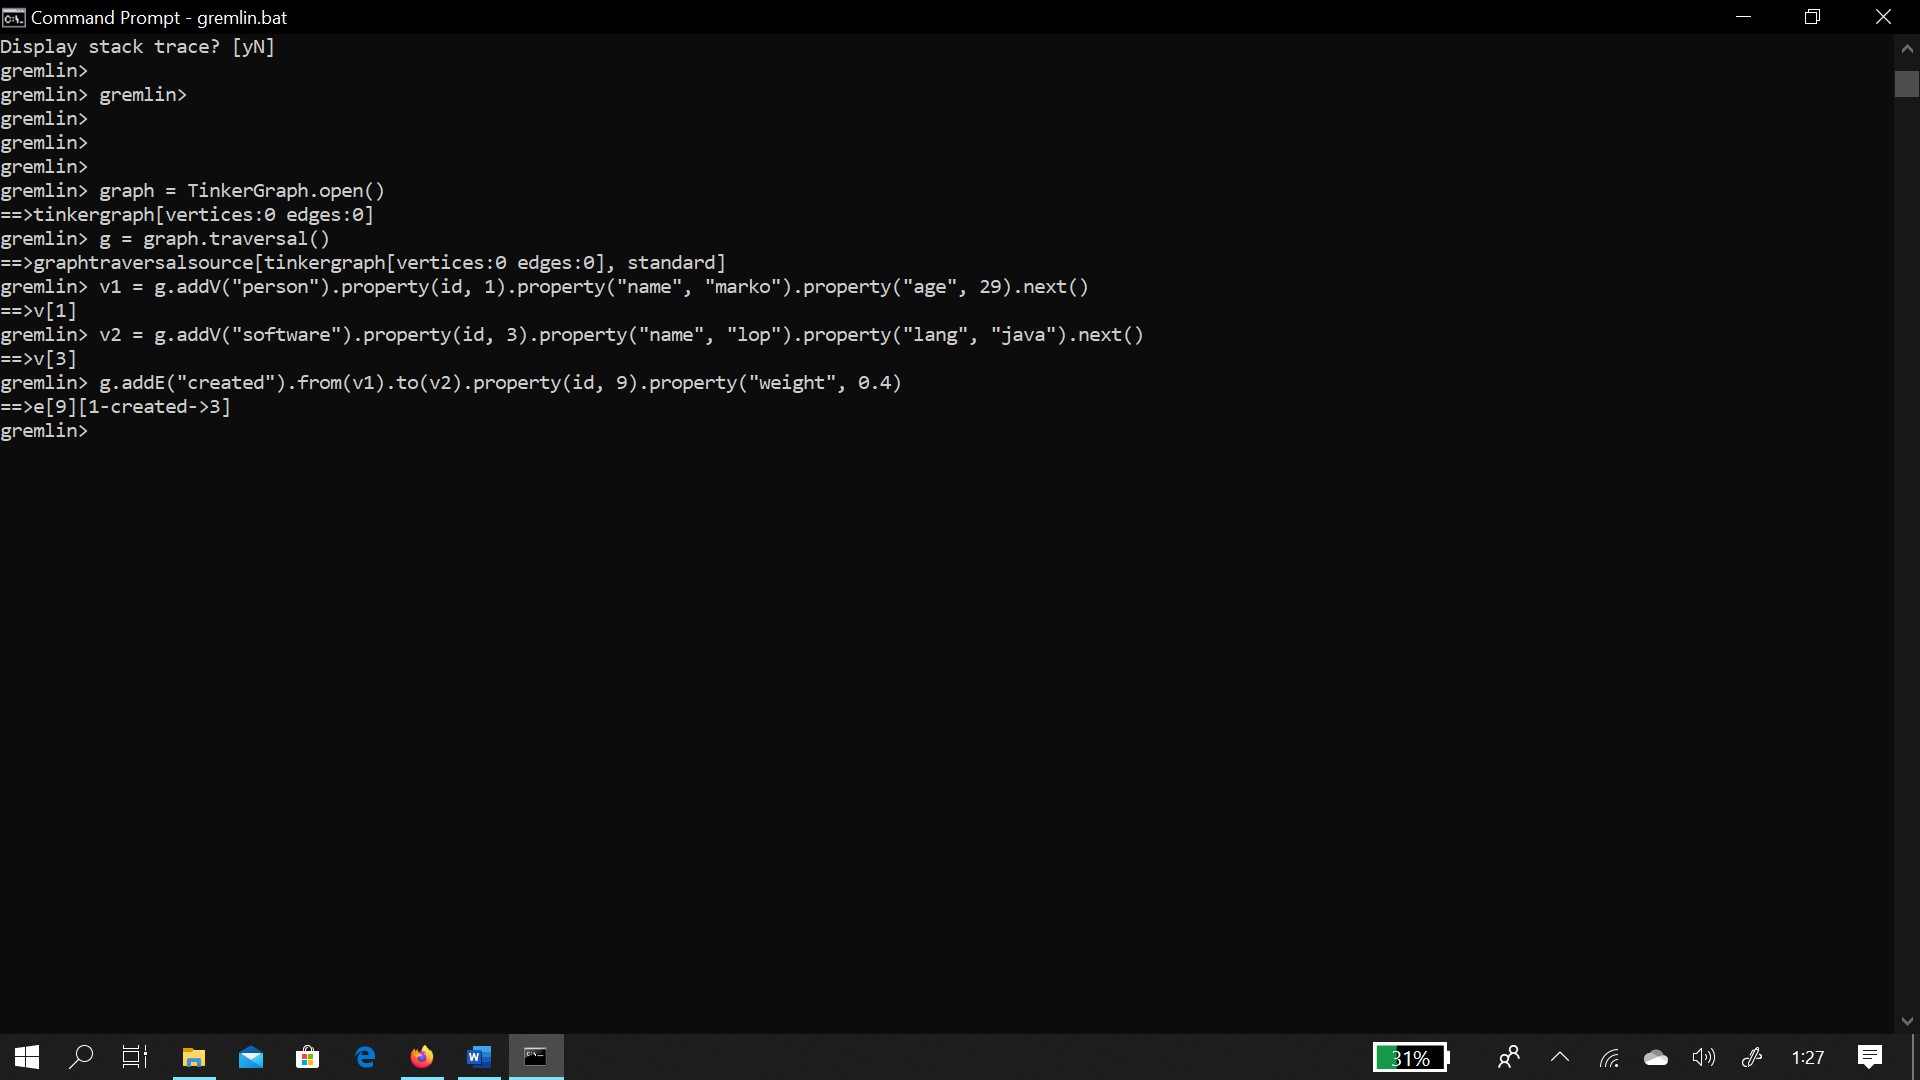 Command Prompt - gremlin.bat
Display stack trace? [yN]
gremlin>
gremlin> gremlin>
gremlin>
gremlin>
gremlin>
gremlin> graph = TinkerGraph.open()
==>tinkergraph[vertices:0 edges:0]
gremlin> g = graph.traversal()
==>graphtraversalsource[tinkergraph[vertices:0 edges:0], standard]
gremlin> v1 = g.addV("person").property(id, 1).property("name", "marko").property("age", 29).next()
==>v[1]
gremlin> v2 = g.addV("software").property(id, 3).property("name", "lop").property("lang", "java").next()
==>v[3]
gremlin> g.addE("created").from(v1).to(v2).property(id, 9).property("weight", 0.4)
==>e[9][1-created->3]
gremlin>
31% 1:27